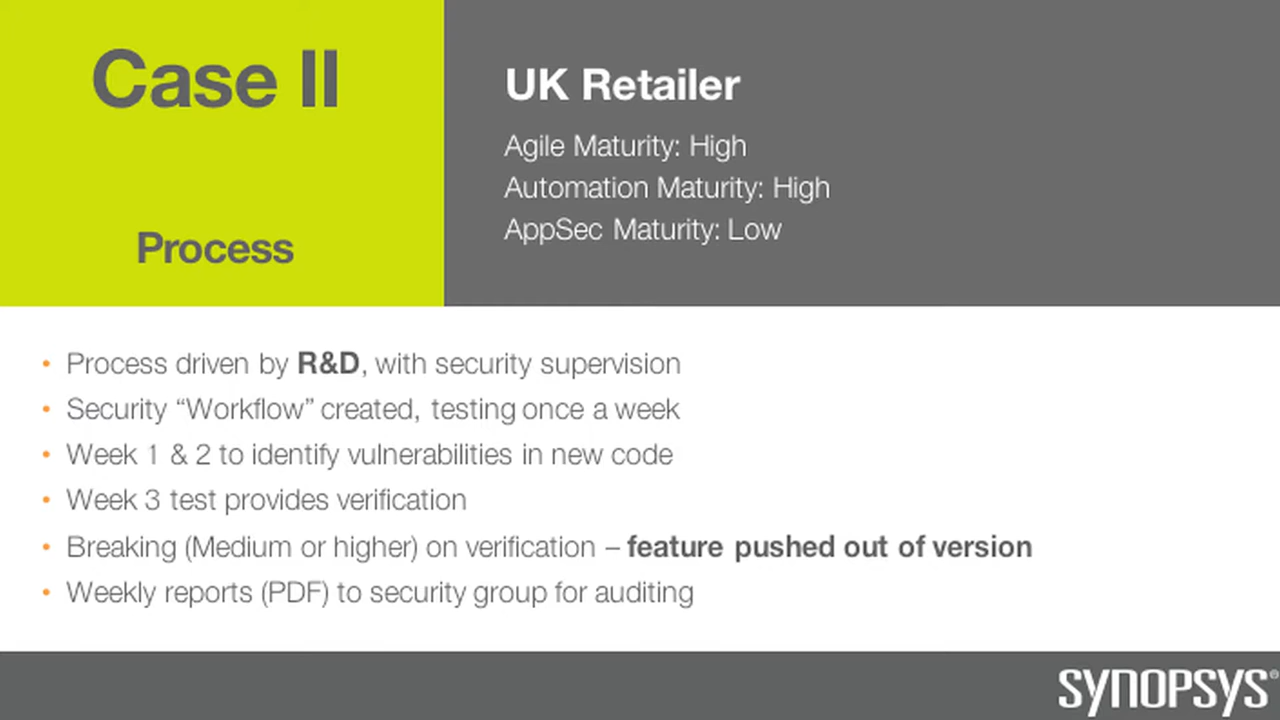 Case II
Process
UK Retailer
Agile Maturity: High
Automation Maturity: High
AppSec Maturity: Low
• Process driven by R&D, with security supervision
• Security “Workflow” created, testing once a week
• Week 1 & 2 to identify vulnerabilities in new code
• Week 3 test provides verification
• Breaking (Medium or higher) on verification – feature pushed out of version
• Weekly reports (PDF) to security group for auditing
SYNOPSYS®